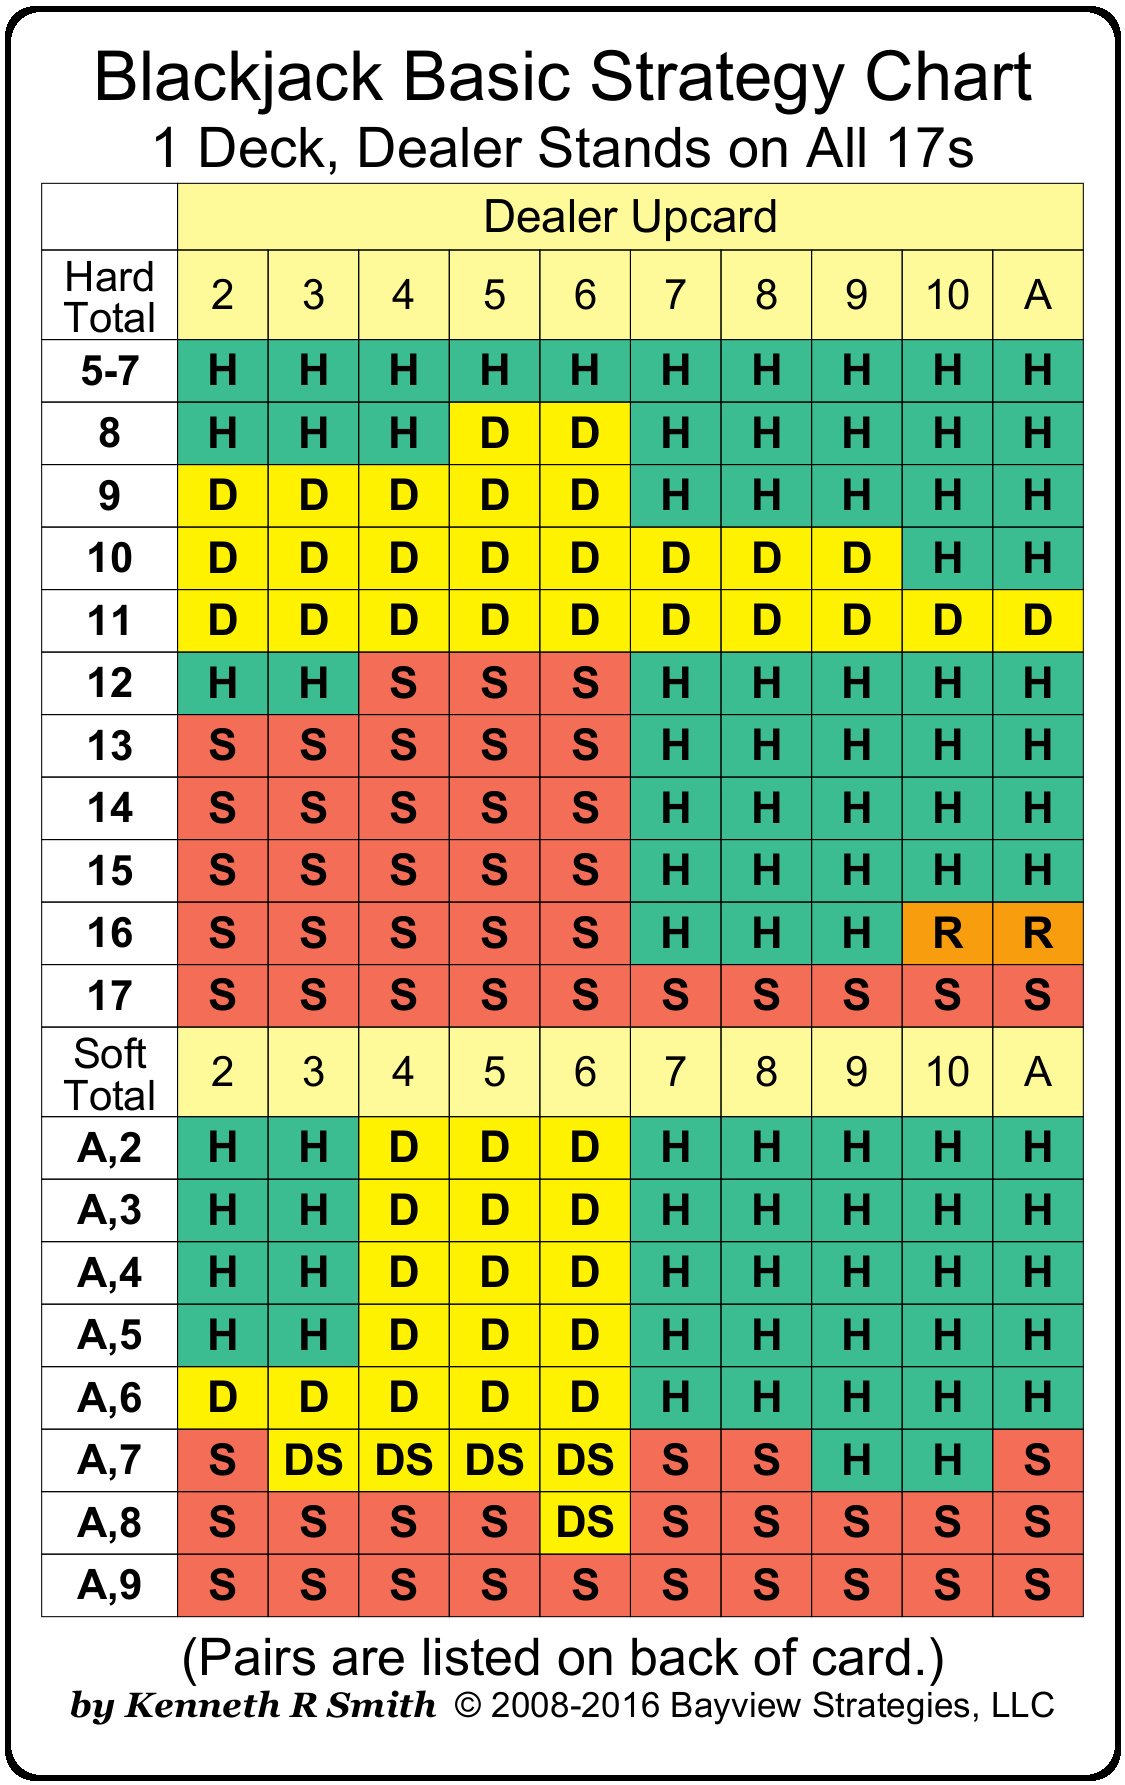 Blackjack Basic Strategy Chart
1 Deck, Dealer Stands on All 17s
Dealer Upcard
Hard Total 2 3 4 5 6 7 8 9 10 A
5-7 H H H H H H H H H H
8 H H H D D H H H H H
9 D D D D D H H H H H
10 D D D D D D D D H H
11 D D D D D D D D D D
12 H H S S S H H H H H
13 S S S S S H H H H H
14 S S S S S H H H H H
15 S S S S S H H H H H
16 S S S S S H H H R R
17 S S S S S S S S S S
Soft Total 2 3 4 5 6 7 8 9 10 A
A,2 H H D D D H H H H H
A,3 H H D D D H H H H H
A,4 H H D D D H H H H H
A,5 H H D D D H H H H H
A,6 D D D D D H H H H H
A,7 S DS DS DS DS S S H H S
A,8 S S S S DS S S S S S
A,9 S S S S S S S S S S
(Pairs are listed on back of card.)
by Kenneth R Smith © 2008-2016 Bayview Strategies, LLC